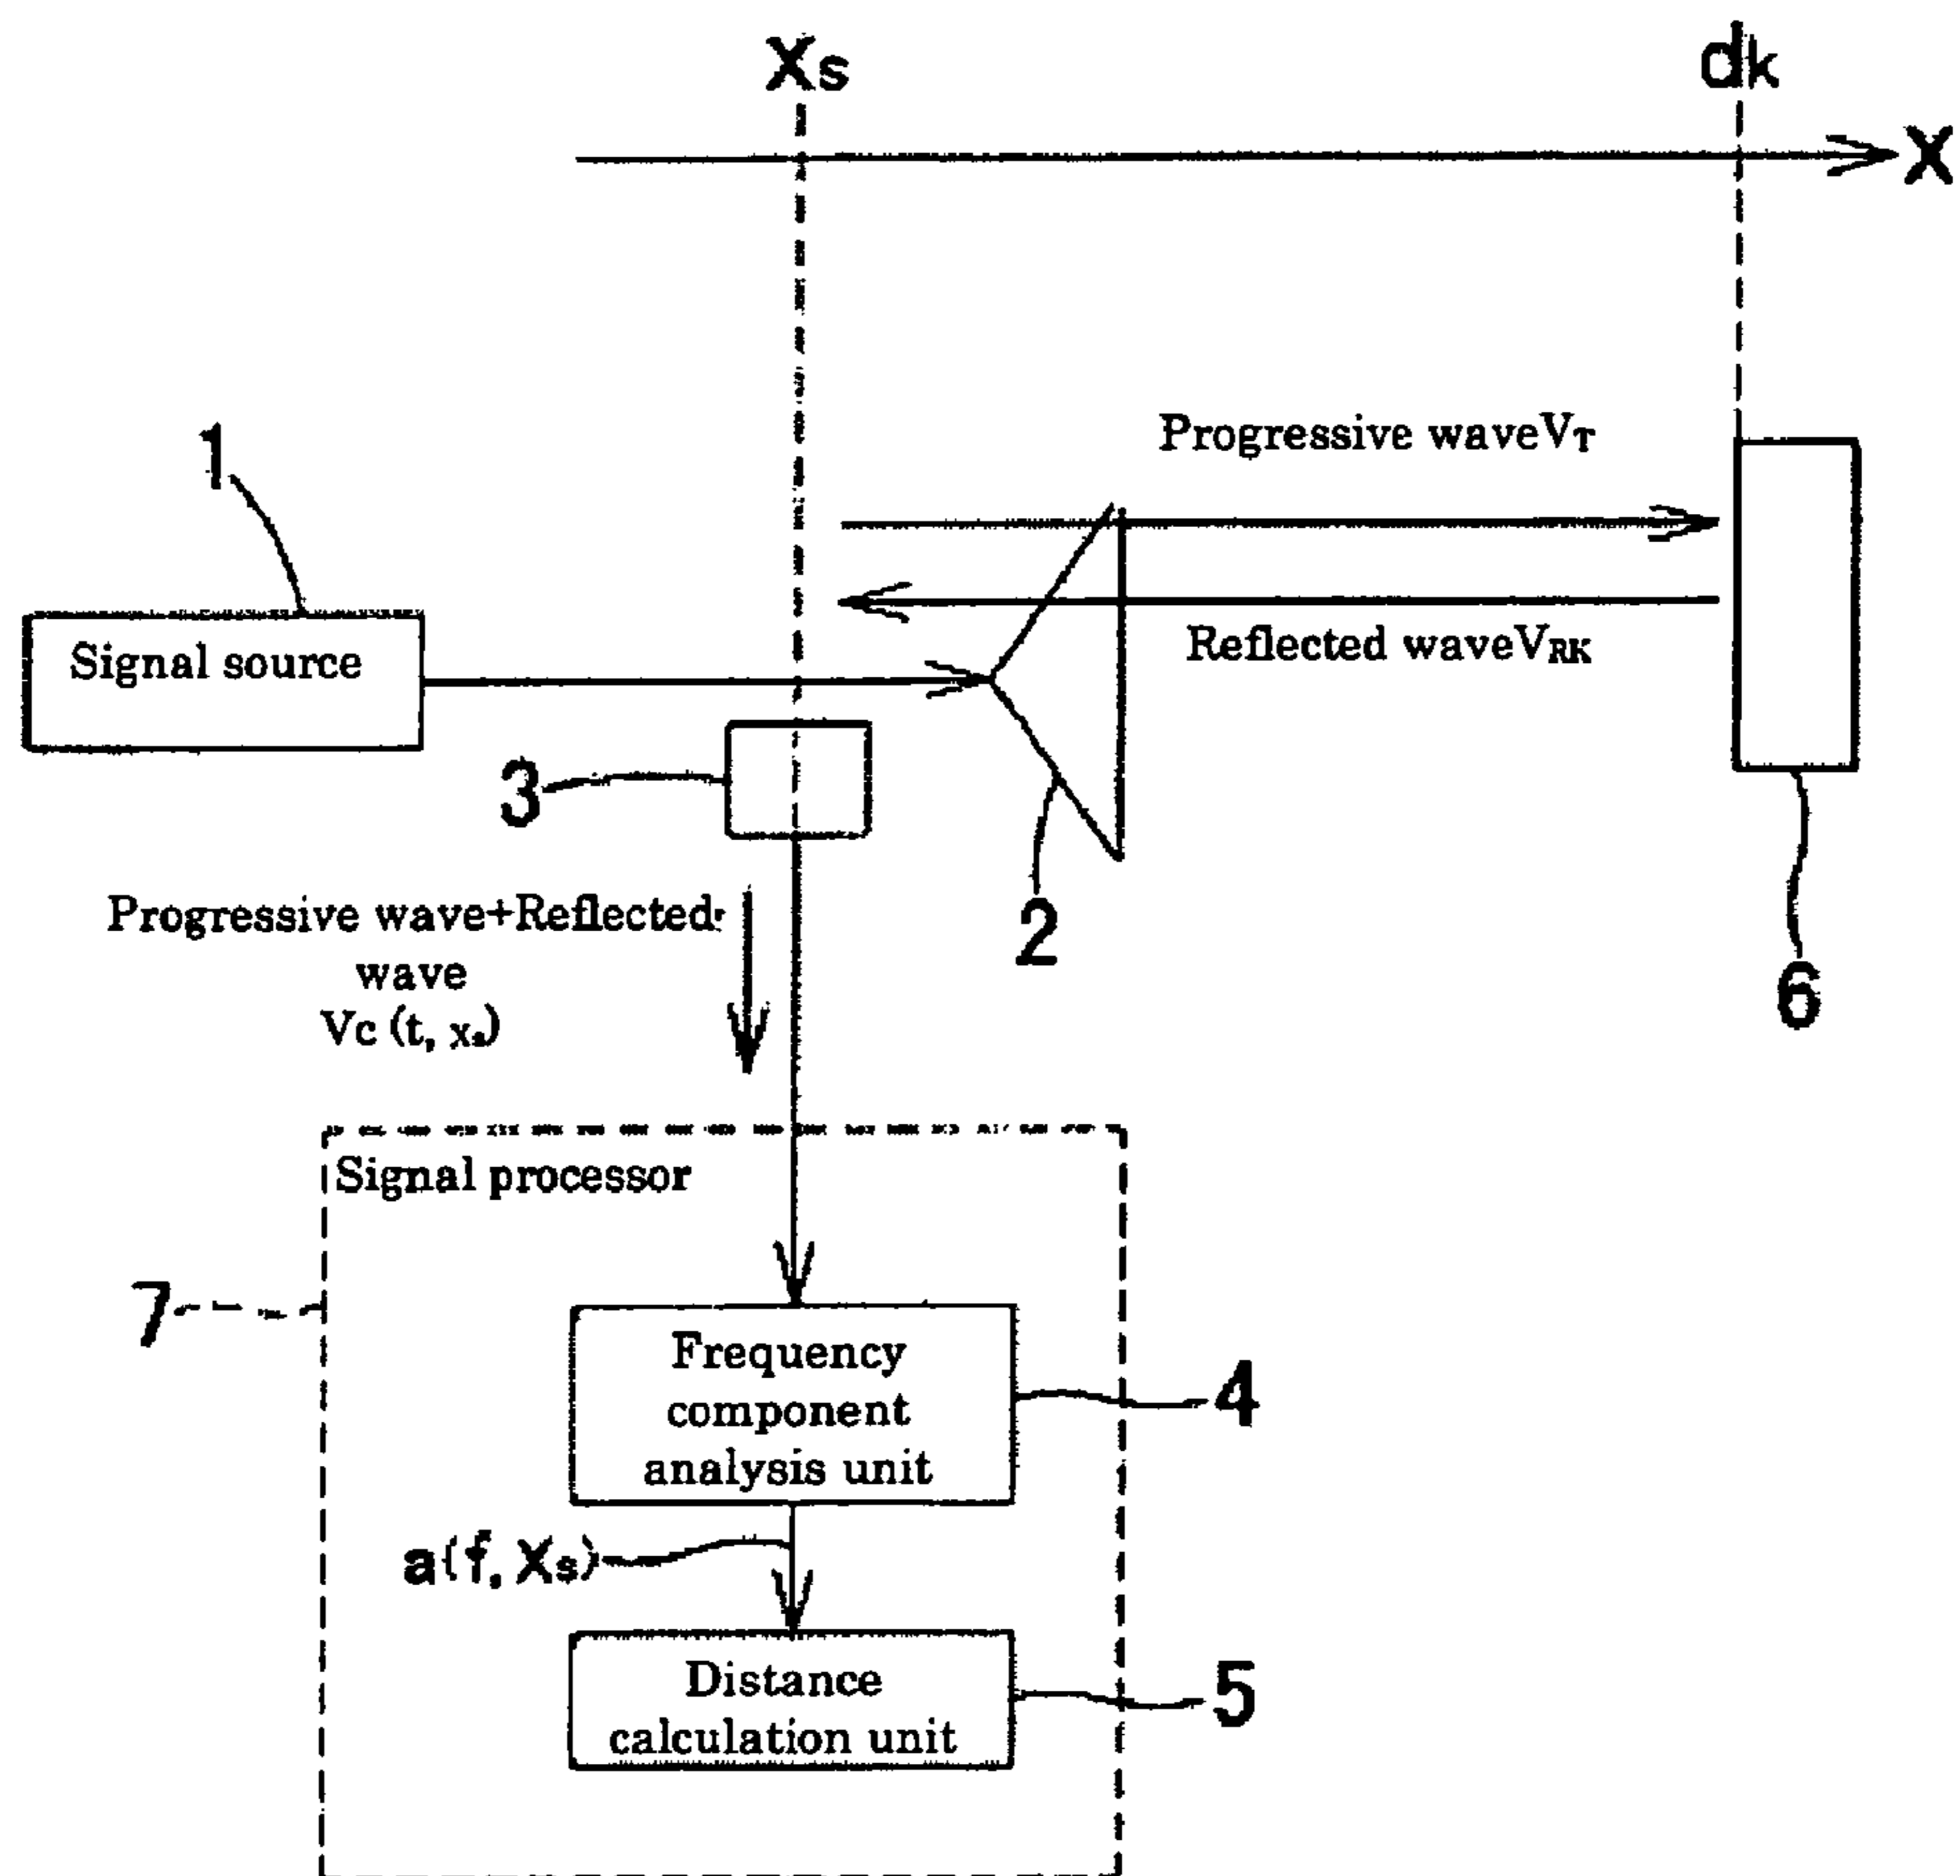 Xs
dk
X
Progressive waveVT
1
Signal source
Reflected waveVRK
3
Progressive wave+Reflected
wave
Vc (t, xs)
2
6
Signal processor
7
Frequency
component
analysis unit
4
a(f, Xs)
Distance
calculation unit
5